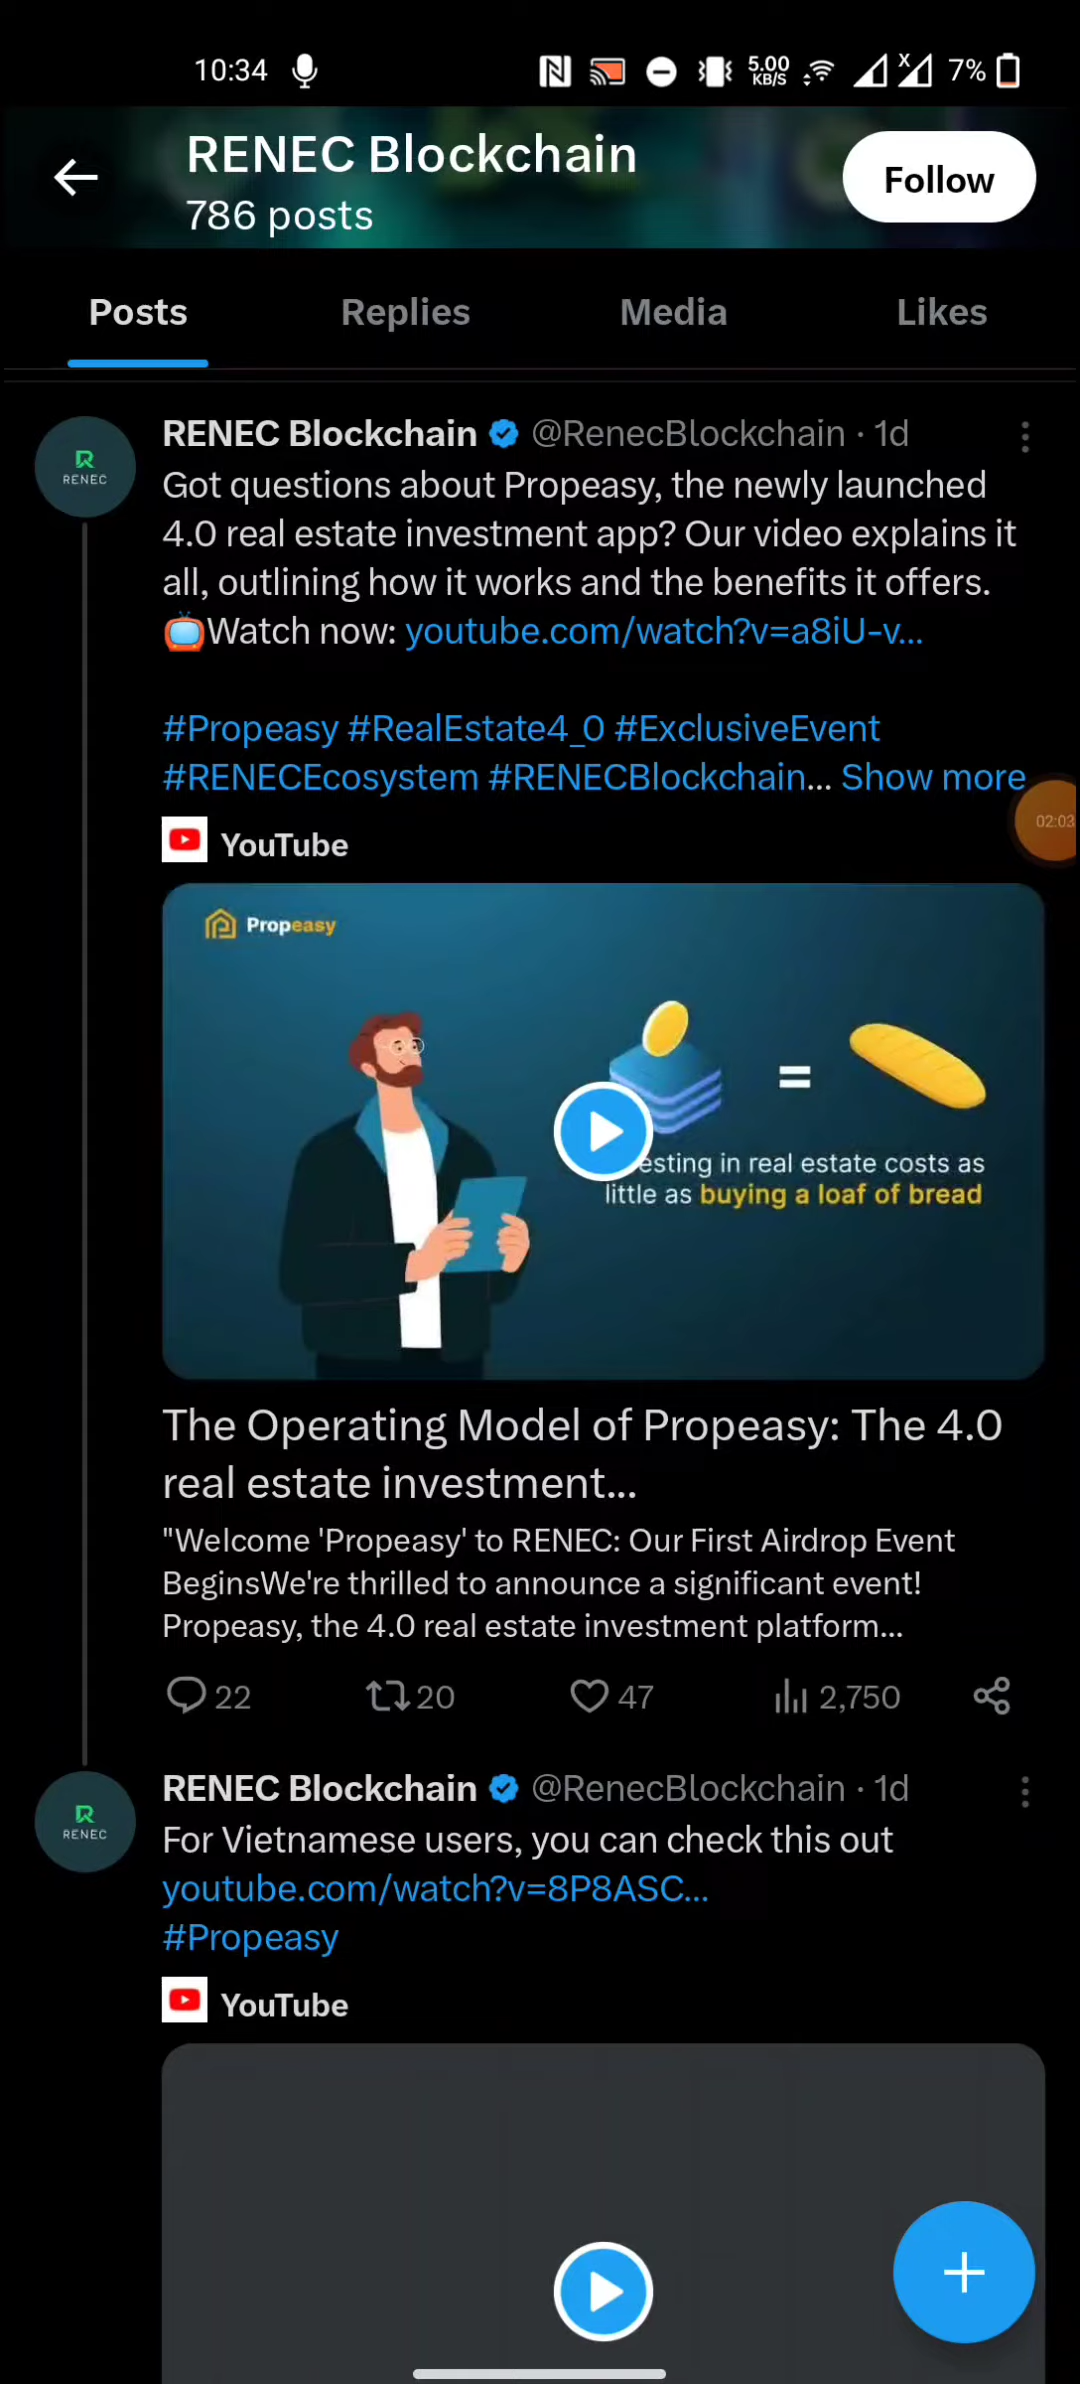 10:34 5.00 KB/S X 7%
RENEC Blockchain
786 posts
Follow
Posts Replies Media Likes
RENEC Blockchain @RenecBlockchain · 1d
Got questions about Propeasy, the newly launched
4.0 real estate investment app? Our video explains it
all, outlining how it works and the benefits it offers.
📺Watch now: youtube.com/watch?v=a8iU-v...
#Propeasy #RealEstate4_0 #ExclusiveEvent
#RENECEcosystem #RENECBlockchain... Show more
02:03
YouTube
Propeasy
=
esting in real estate costs as
little as buying a loaf of bread
The Operating Model of Propeasy: The 4.0
real estate investment...
"Welcome 'Propeasy' to RENEC: Our First Airdrop Event
BeginsWe're thrilled to announce a significant event!
Propeasy, the 4.0 real estate investment platform...
22 20 47 2,750
RENEC Blockchain @RenecBlockchain · 1d
For Vietnamese users, you can check this out
youtube.com/watch?v=8P8ASC...
#Propeasy
YouTube
RENEC
RENEC